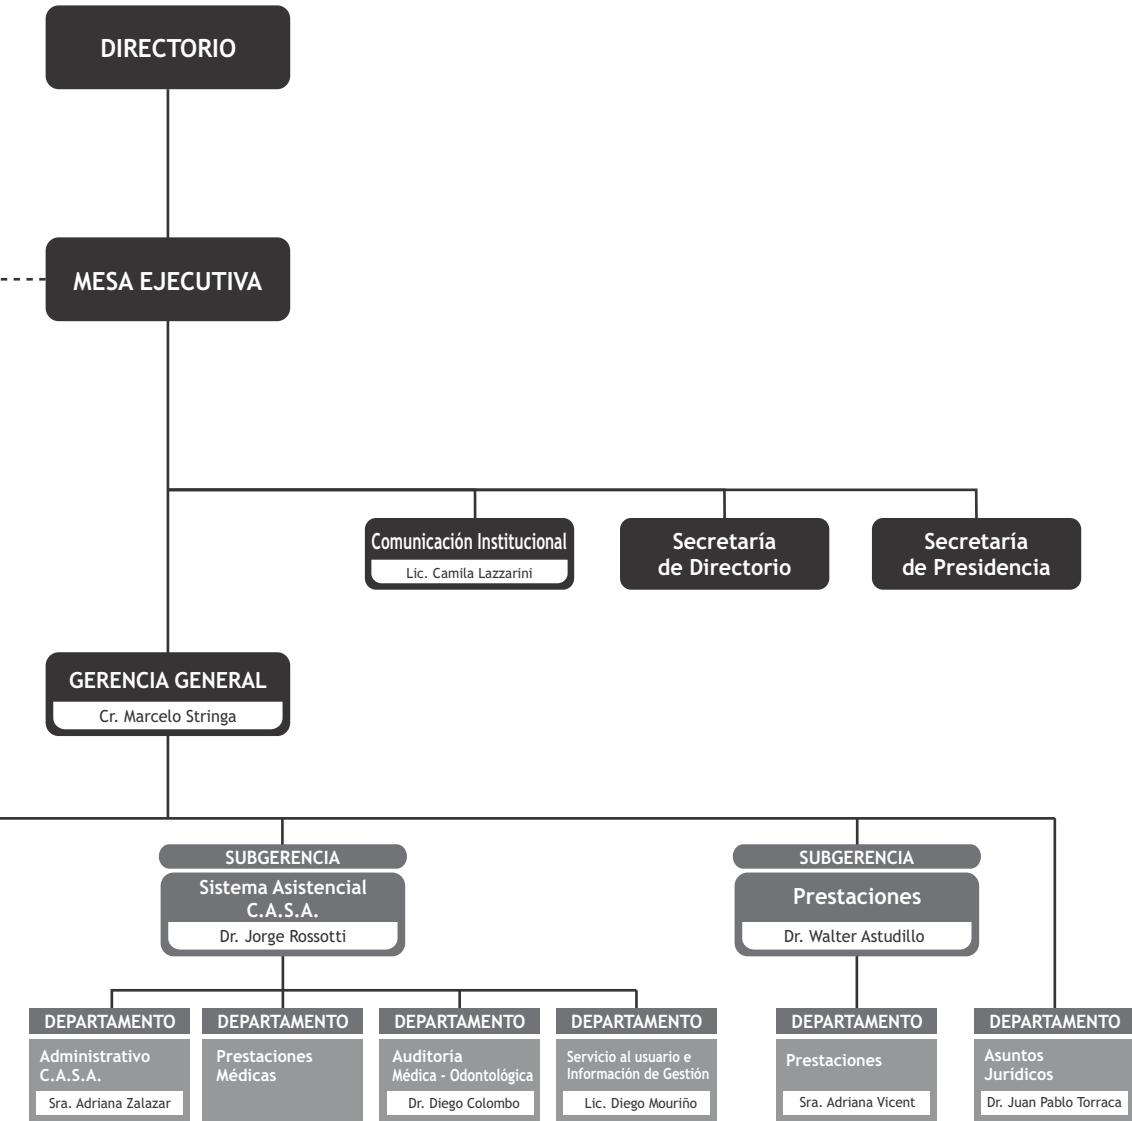 DIRECTORIO
MESA EJECUTIVA
Comunicación Institucional
Lic. Camila Lazzarini
Secretaría
de Directorio
Secretaría
de Presidencia
GERENCIA GENERAL
Cr. Marcelo Stringa
SUBGERENCIA
Sistema Asistencial
C.A.S.A.
Dr. Jorge Rossotti
SUBGERENCIA
Prestaciones
Dr. Walter Astudillo
DEPARTAMENTO
Administrativo
C.A.S.A.
Sra. Adriana Zalazar
DEPARTAMENTO
Prestaciones
Médicas
DEPARTAMENTO
Auditoría
Médica - Odontológica
Dr. Diego Colombo
DEPARTAMENTO
Servicio al usuario e
Información de Gestión
Lic. Diego Mouriño
DEPARTAMENTO
Prestaciones
Sra. Adriana Vicent
DEPARTAMENTO
Asuntos
Jurídicos
Dr. Juan Pablo Torraca